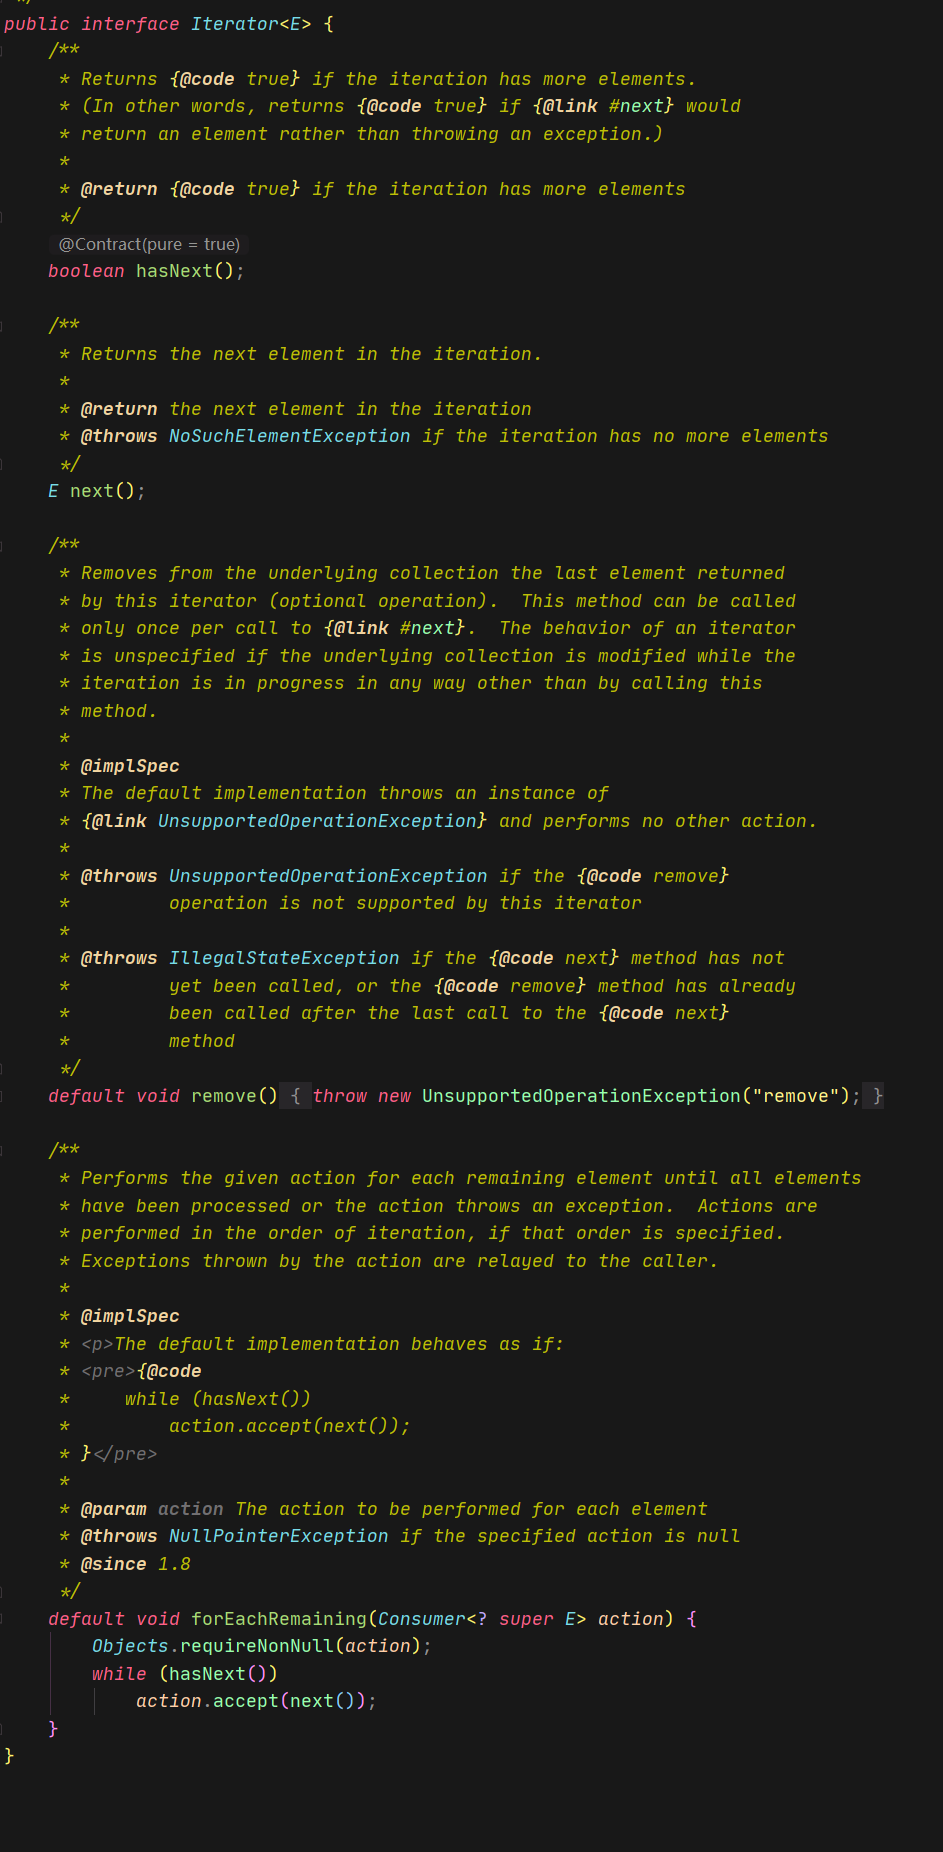 */
public interface Iterator<E> {
    /**
     * Returns {@code true} if the iteration has more elements.
     * (In other words, returns {@code true} if {@link #next} would
     * return an element rather than throwing an exception.)
     *
     * @return {@code true} if the iteration has more elements
     */
    @Contract(pure = true)
    boolean hasNext();

    /**
     * Returns the next element in the iteration.
     *
     * @return the next element in the iteration
     * @throws NoSuchElementException if the iteration has no more elements
     */
    E next();

    /**
     * Removes from the underlying collection the last element returned
     * by this iterator (optional operation).  This method can be called
     * only once per call to {@link #next}.  The behavior of an iterator
     * is unspecified if the underlying collection is modified while the
     * iteration is in progress in any way other than by calling this
     * method.
     *
     * @implSpec
     * The default implementation throws an instance of
     * {@link UnsupportedOperationException} and performs no other action.
     *
     * @throws UnsupportedOperationException if the {@code remove}
     *         operation is not supported by this iterator
     *
     * @throws IllegalStateException if the {@code next} method has not
     *         yet been called, or the {@code remove} method has already
     *         been called after the last call to the {@code next}
     *         method
     */
    default void remove() { throw new UnsupportedOperationException("remove"); }

    /**
     * Performs the given action for each remaining element until all elements
     * have been processed or the action throws an exception.  Actions are
     * performed in the order of iteration, if that order is specified.
     * Exceptions thrown by the action are relayed to the caller.
     *
     * @implSpec
     * <p>The default implementation behaves as if:
     * <pre>{@code
     *     while (hasNext())
     *         action.accept(next());
     * }</pre>
     *
     * @param action The action to be performed for each element
     * @throws NullPointerException if the specified action is null
     * @since 1.8
     */
    default void forEachRemaining(Consumer<? super E> action) {
        Objects.requireNonNull(action);
        while (hasNext())
            action.accept(next());
    }
}